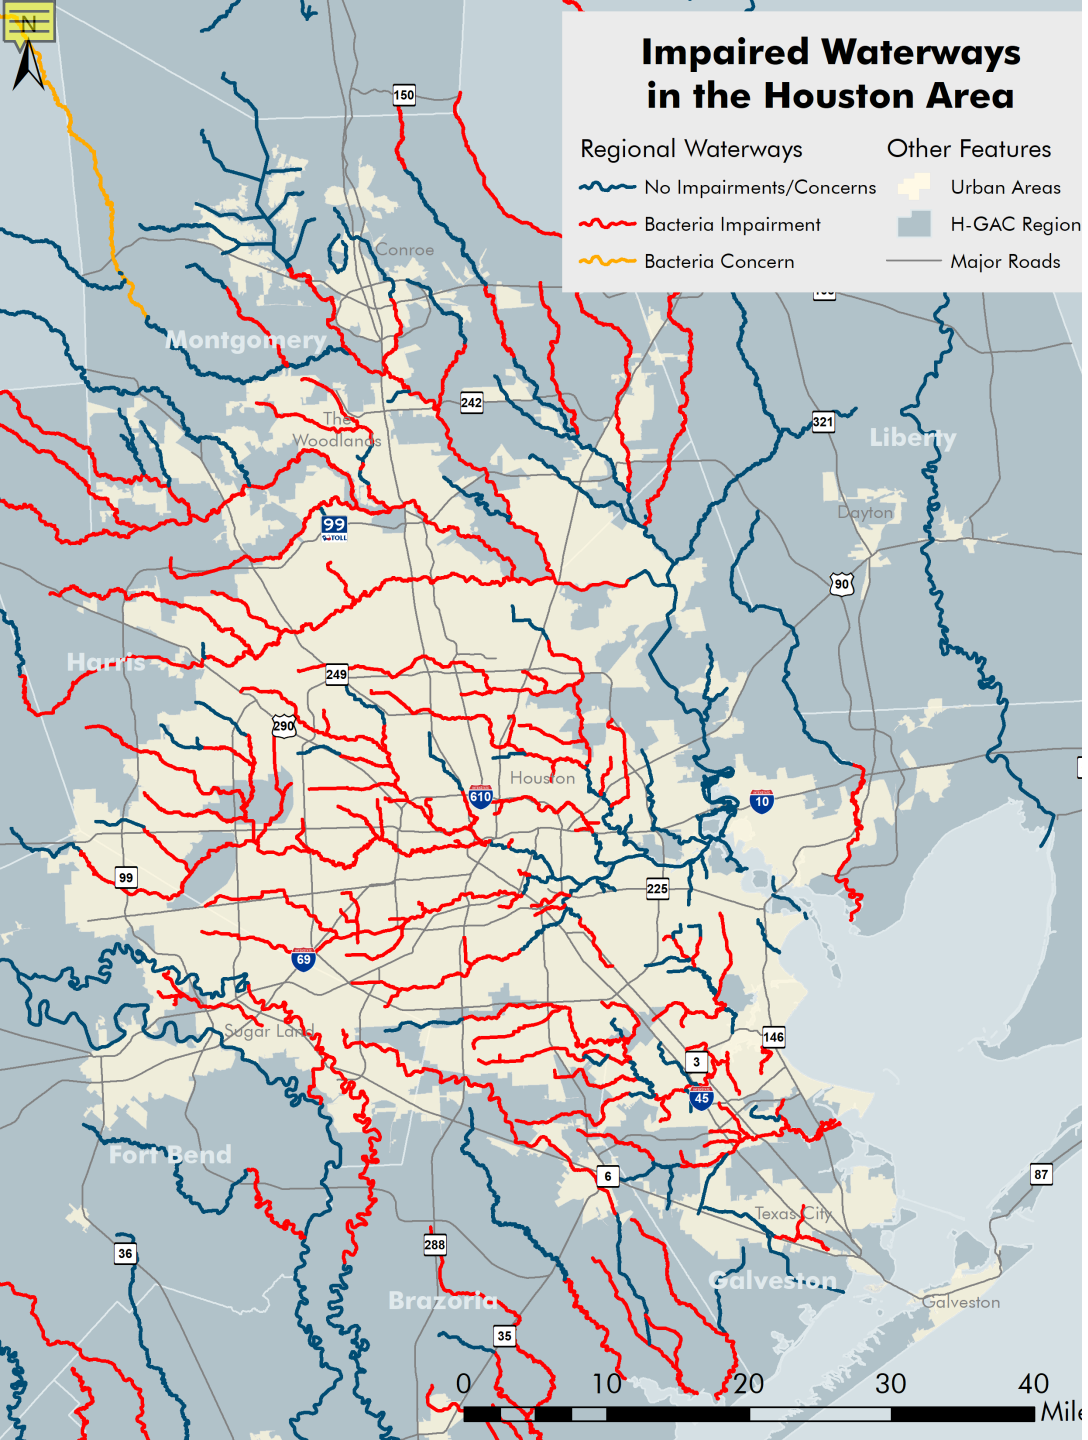 N
Impaired Waterways
in the Houston Area
Regional Waterways
No Impairments/Concerns
Bacteria Impairment
Bacteria Concern
Other Features
Urban Areas
H-GAC Region
Major Roads
150
Conroe
Montgomery
242
The
Woodlands
321
Liberty
Dayton
99
TOLL
90
Harris
249
290
Houston
610
10
99
225
69
Sugar Land
146
3
45
Fort Bend
6
87
Texas City
36
288
Galveston
Brazoria
Galveston
35
0 10 20 30 40
Mile